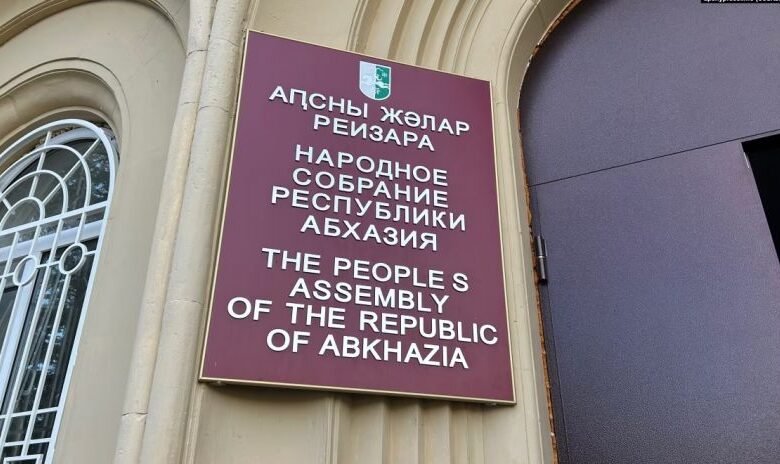 АԤСНЫ ЖӘЛАР
РЕИЗАРА
НАРОДНОЕ
СОБРАНИЕ
РЕСПУБЛИКИ
АБХАЗИЯ
THE PEOPLE S
ASSEMBLY
OF THE REPUBLIC
OF ABKHAZIA